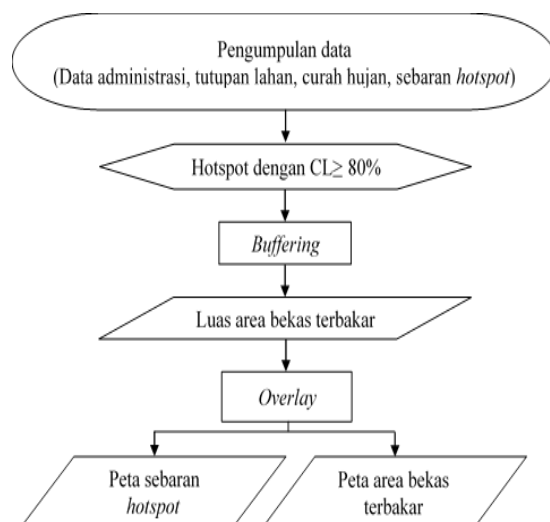 Pengumpulan data
(Data administrasi, tutupan lahan, curah hujan, sebaran hotspot)
Hotspot dengan CL≥ 80%
Buffering
Luas area bekas terbakar
Overlay
Peta sebaran
hotspot
Peta area bekas
terbakar